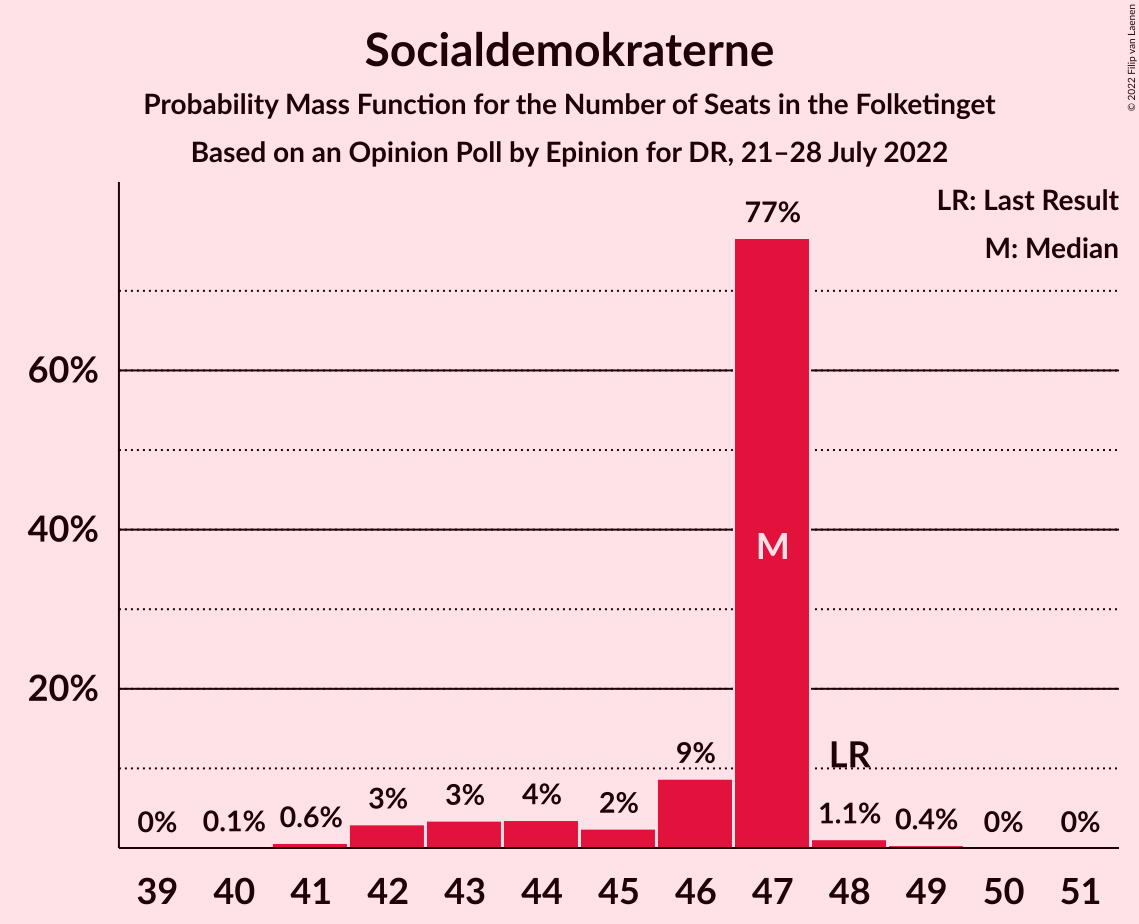 Socialdemokraterne
Probability Mass Function for the Number of Seats in the Folketinget
Based on an Opinion Poll by Epinion for DR, 21–28 July 2022
© 2022 Filip van Laenen
LR: Last Result
M: Median
77%
60%
40%
M
20%
LR
9%
0% 0.1% 0.6% 3% 3% 4% 2% 1.1% 0.4% 0% 0%
39 40 41 42 43 44 45 46 47 48 49 50 51